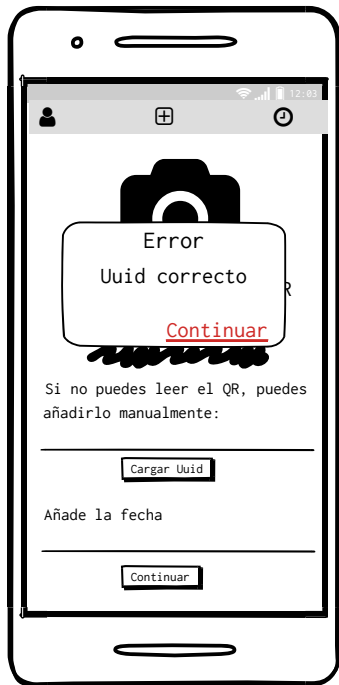 12:03
Error
Uuid correcto
R
Continuar
Si no puedes leer el QR, puedes
añadirlo manualmente:
Cargar Uuid
Añade la fecha
Continuar